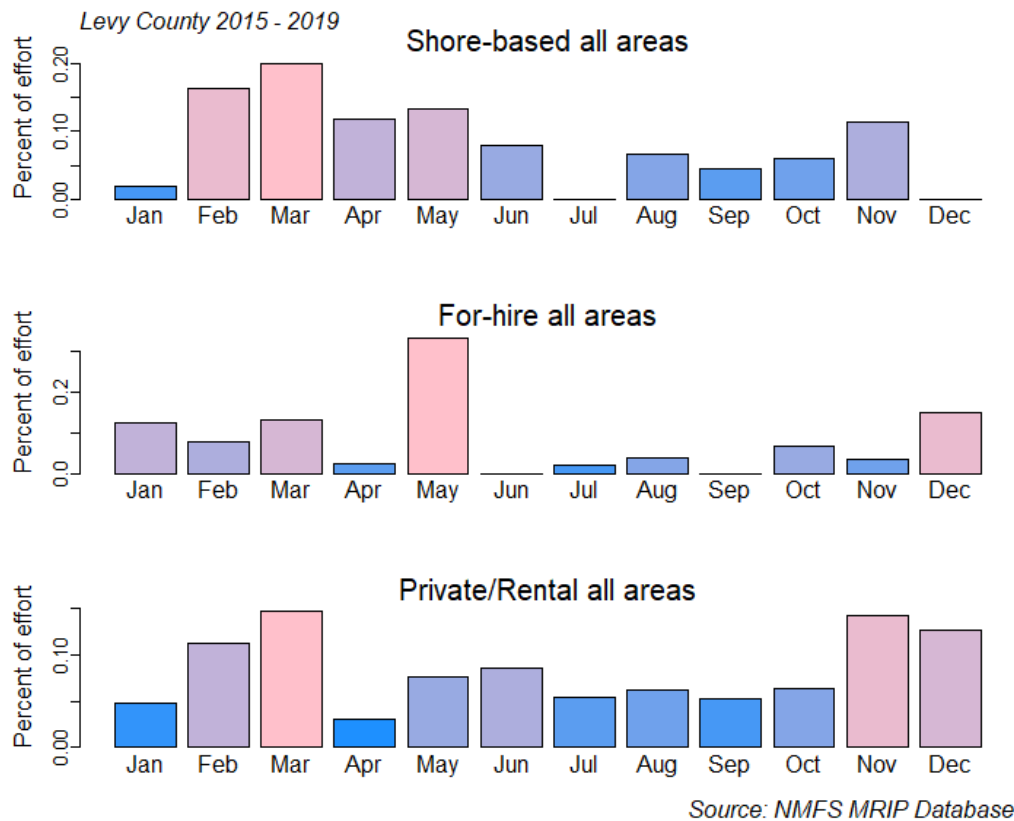 Levy County 2015 - 2019
Shore-based all areas
Percent of effort
0.20
0.10
0.00
Jan Feb Mar Apr May Jun Jul Aug Sep Oct Nov Dec
For-hire all areas
Percent of effort
0.2
0.0
Jan Feb Mar Apr May Jun Jul Aug Sep Oct Nov Dec
Private/Rental all areas
Percent of effort
0.10
0.00
Jan Feb Mar Apr May Jun Jul Aug Sep Oct Nov Dec
Source: NMFS MRIP Database